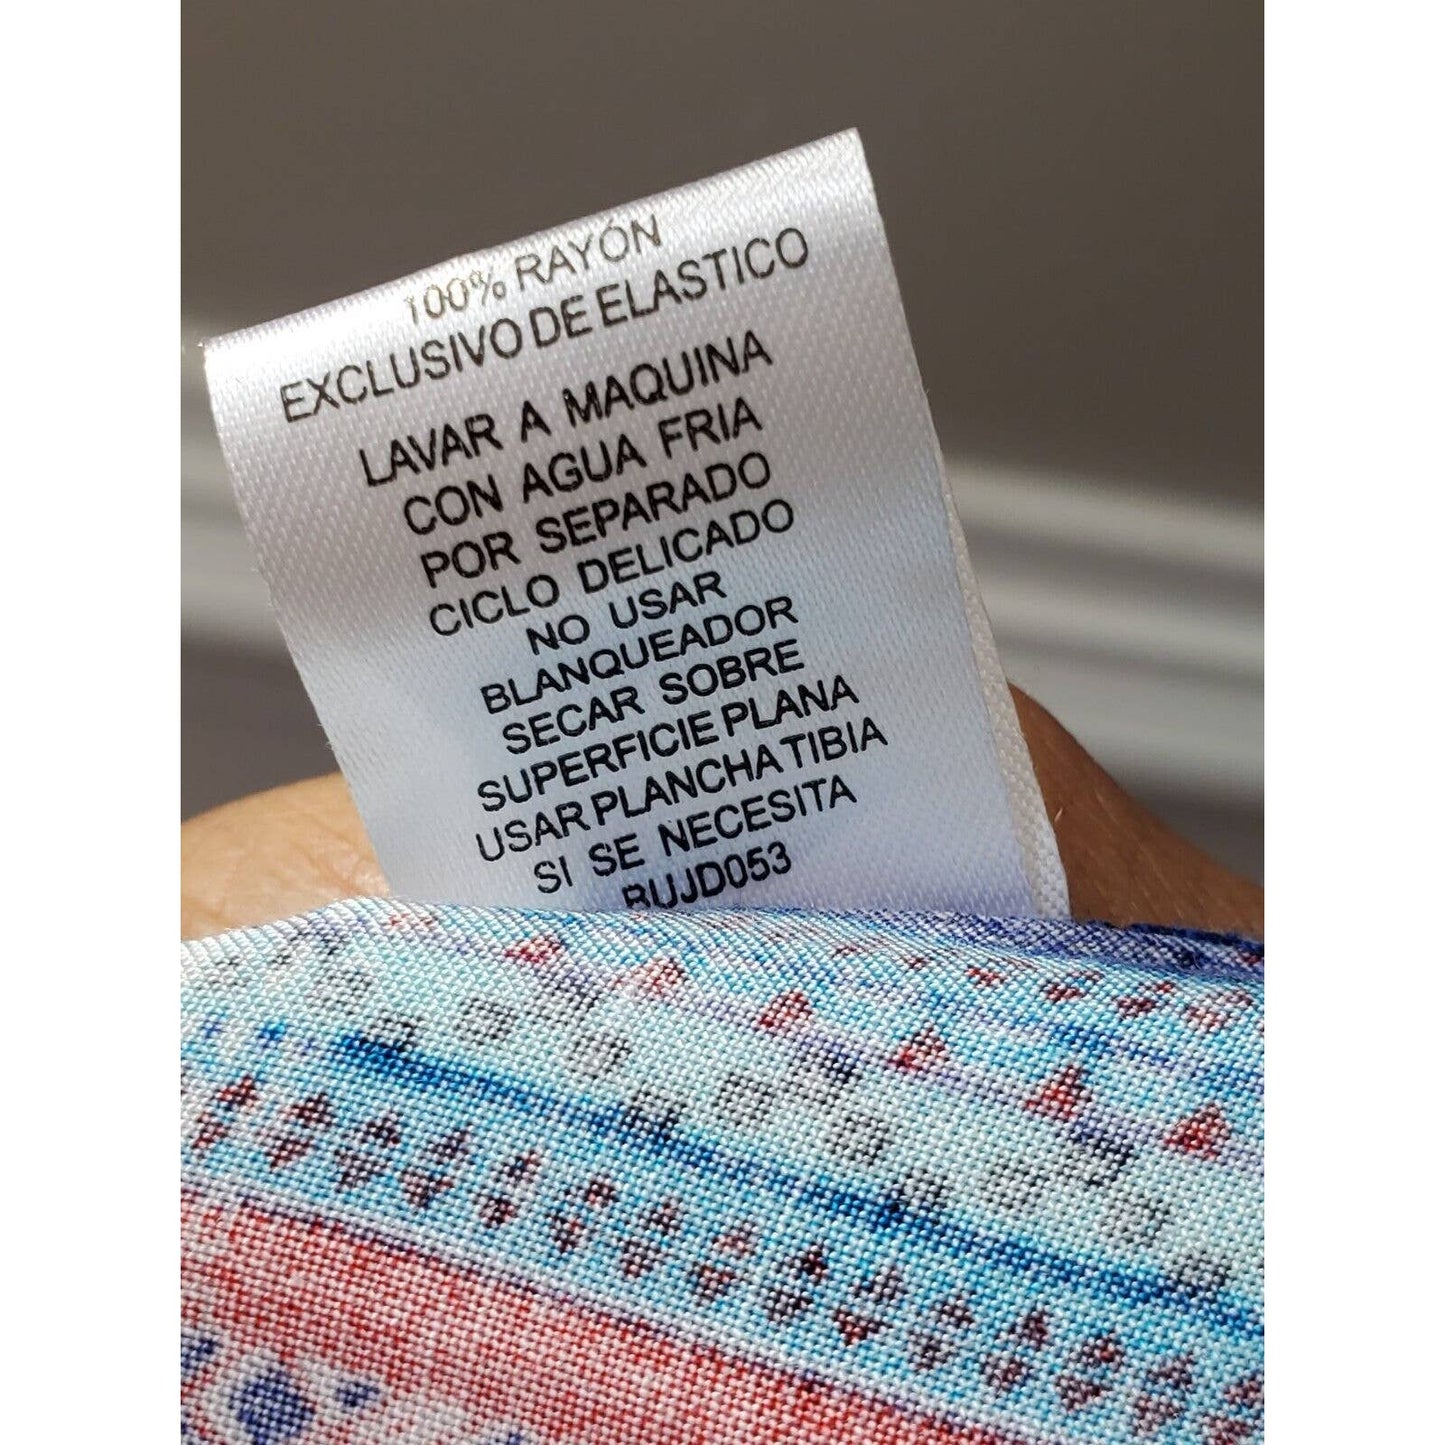 100% RAYÓN
EXCLUSIVO DE ELASTICO
LAVAR A MAQUINA
CON AGUA FRIA
POR SEPARADO
CICLO DELICADO
NO USAR
BLANQUEADOR
SECAR SOBRE
SUPERFICIE PLANA
USAR PLANCHA TIBIA
SI SE NECESITA
RUJD053